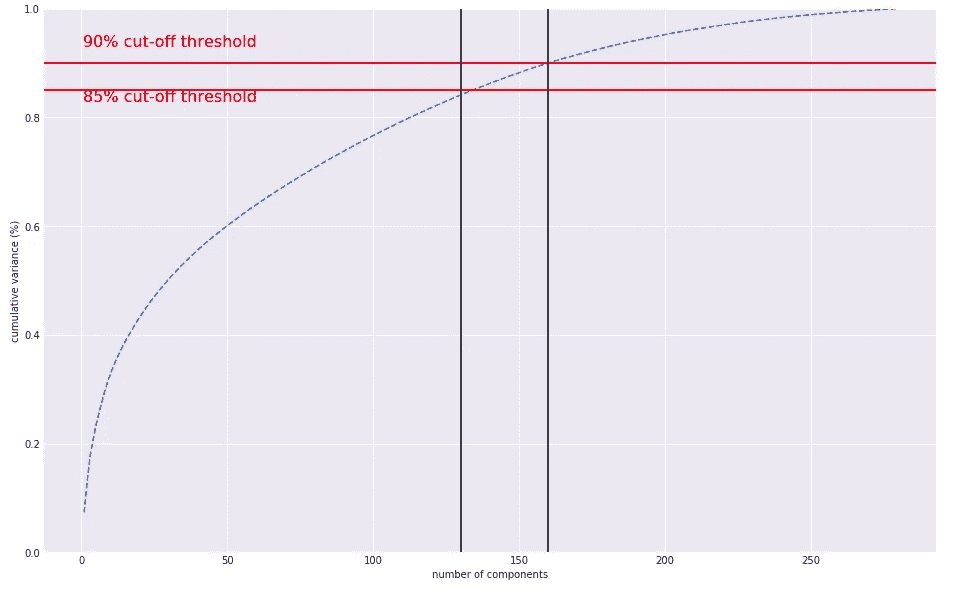 1.0
90% cut-off threshold
85% cut-off threshold
0.8
0.6
cumulative variance (%)
0.4
0.2
0.0
0 50 100 150 200 250
number of components